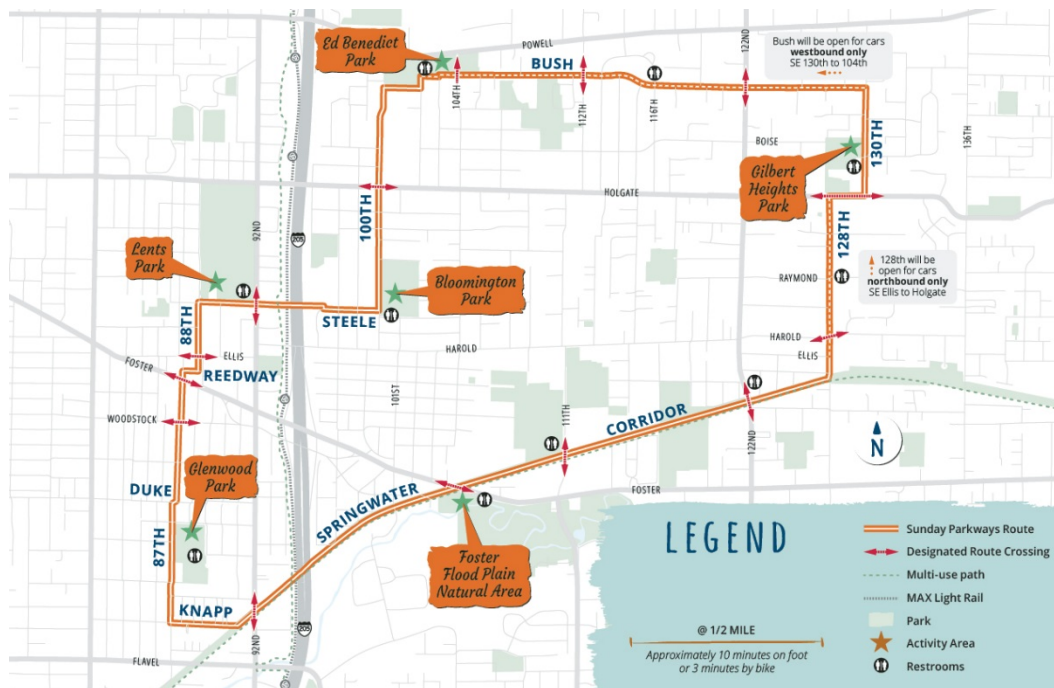 Ed Benedict
Park
POWELL
122ND
Bush will be open for cars
westbound only
SE 130th to 104th
BUSH
104TH
112TH
116TH
BOISE
130TH
136TH
Gilbert
Heights
Park
HOLGATE
100TH
92ND
205
128TH
128th will be
open for cars
northbound only
SE Ellis to Holgate
Lents
Park
Bloomington
Park
RAYMOND
STEELE
88TH
HAROLD
HAROLD
ELLIS
ELLIS
FOSTER
REEDWAY
101ST
111TH
CORRIDOR
122ND
N
WOODSTOCK
Glenwood
Park
DUKE
SPRINGWATER
FOSTER
87TH
Foster
Flood Plain
Natural Area
KNAPP
92ND
205
FLAVEL
LEGEND
Sunday Parkways Route
Designated Route Crossing
Multi-use path
MAX Light Rail
Park
Activity Area
Restrooms
@ 1/2 MILE
Approximately 10 minutes on foot
or 3 minutes by bike